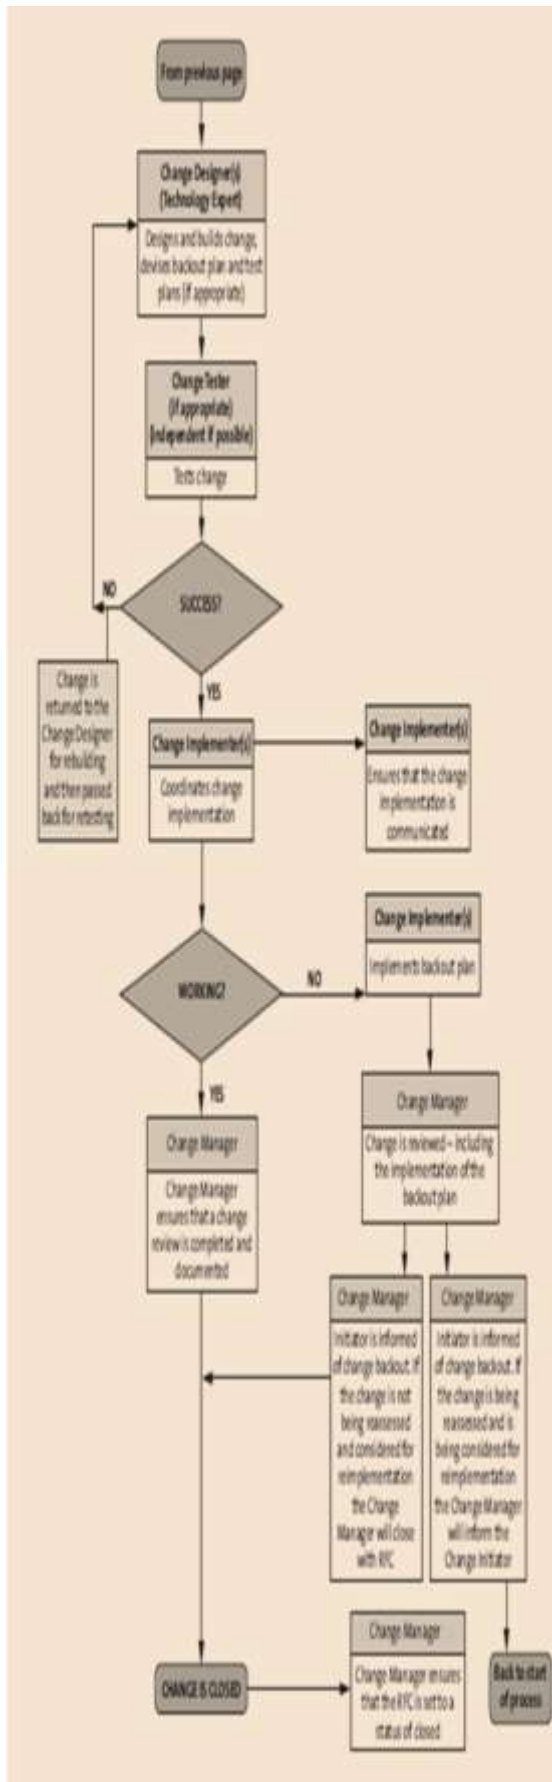 From previous page
Change Designer(s)
(Technology Expert)
Designs and builds change,
devises backout plan and test
plans (if appropriate)
Change Tester
(if appropriate)
(independent if possible)
Tests change
SUCCESS?
NO
YES
Change is
returned to the
Change Designer
for rebuilding
and then passed
back for retesting
Change Implementer(s)
Coordinates change
implementation
Change Implementer(s)
Ensures that the change
implementation is
communicated
WORKING?
NO
Change Implementer(s)
Implements backout plan
YES
Change Manager
Change Manager
ensures that a change
review is completed and
documented
Change Manager
Change is reviewed – including
the implementation of the
backout plan
Change Manager
Initiator is informed
of change backout. If
the change is not
being reassessed
and considered for
reimplementation
the Change
Manager will close
with RFC
Change Manager
Initiator is informed
of change backout. If
the change is being
reassessed and is
being considered for
reimplementation
the Change Manager
will inform the
Change Initiator
CHANGE IS CLOSED
Change Manager
Change Manager ensures
that the RFC is set to a
status of closed
Back to start
of process